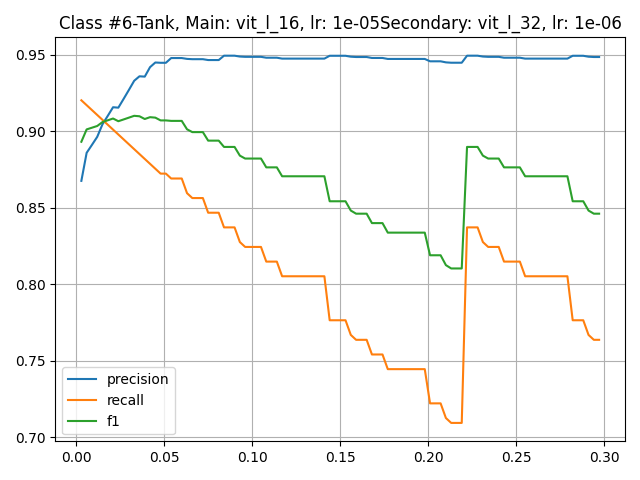 Class #6-Tank, Main: vit_l_16, lr: 1e-05Secondary: vit_l_32, lr: 1e-06
0.95
0.90
0.85
0.80
0.75
0.70
precision
recall
f1
0.00 0.05 0.10 0.15 0.20 0.25 0.30